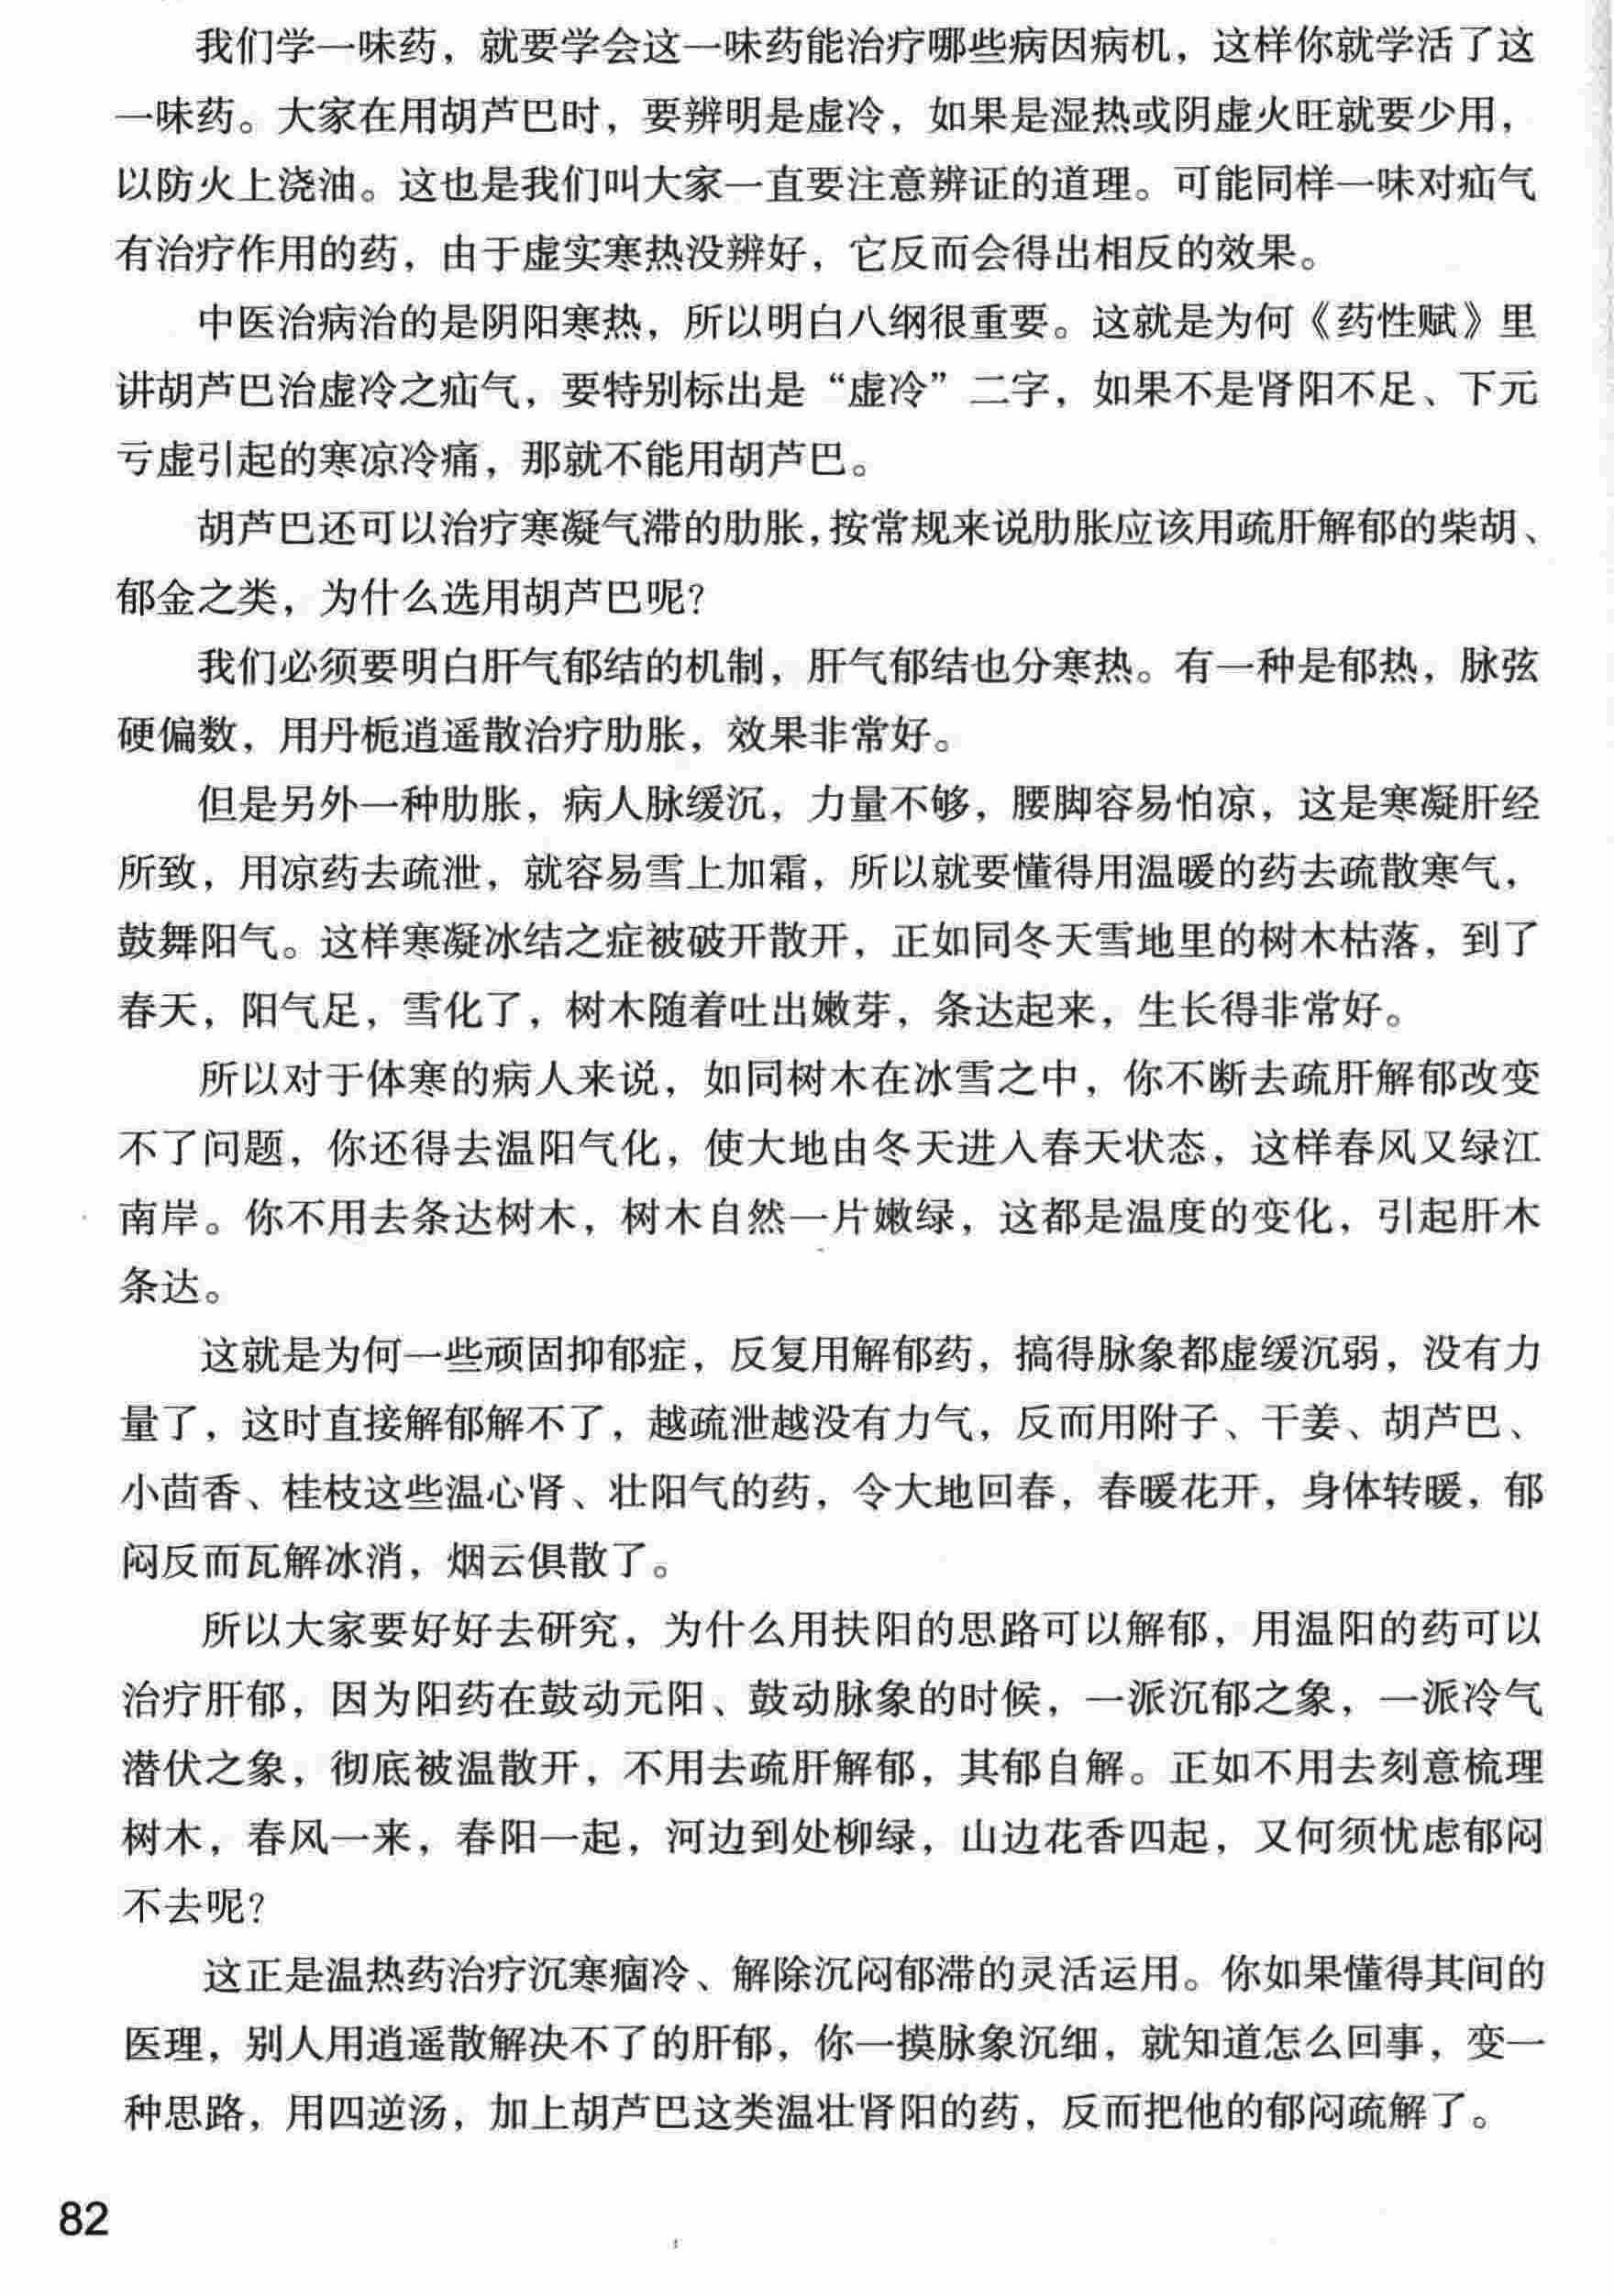 我们学一味药，就要学会这一味药能治疗哪些病因病机，这样你就学活了这
一味药。大家在用胡芦巴时，要辨明是虚冷，如果是湿热或阴虚火旺就要少用，
以防火上浇油。这也是我们叫大家一直要注意辨证的道理。可能同样一味对疝气
有治疗作用的药，由于虚实寒热没辨好，它反而会得出相反的效果。
中医治病治的是阴阳寒热，所以明白八纲很重要。这就是为何《药性赋》里
讲胡芦巴治虚冷之疝气，要特别标出是“虚冷”二字，如果不是肾阳不足、下元
亏虚引起的寒凉冷痛，那就不能用胡芦巴。
胡芦巴还可以治疗寒凝气滞的肋胀，按常规来说肋胀应该用疏肝解郁的柴胡、
郁金之类，为什么选用胡芦巴呢？
我们必须要明白肝气郁结的机制，肝气郁结也分寒热。有一种是郁热，脉弦
硬偏数，用丹栀逍遥散治疗肋胀，效果非常好。
但是另外一种肋胀，病人脉缓沉，力量不够，腰脚容易怕凉，这是寒凝肝经
所致，用凉药去疏泄，就容易雪上加霜，所以就要懂得用温暖的药去疏散寒气，
鼓舞阳气。这样寒凝冰结之症被破开散开，正如同冬天雪地里的树木枯落，到了
春天，阳气足，雪化了，树木随着吐出嫩芽，条达起来，生长得非常好。
所以对于体寒的病人来说，如同树木在冰雪之中，你不断去疏肝解郁改变
不了问题，你还得去温阳气化，使大地由冬天进入春天状态，这样春风又绿江
南岸。你不用去条达树木，树木自然一片嫩绿，这都是温度的变化，引起肝木
条达。
这就是为何一些顽固抑郁症，反复用解郁药，搞得脉象都虚缓沉弱，没有力
量了，这时直接解郁解不了，越疏泄越没有力气，反而用附子、干姜、胡芦巴、
小茴香、桂枝这些温心肾、壮阳气的药，令大地回春，春暖花开，身体转暖，郁
闷反而瓦解冰消，烟云俱散了。
所以大家要好好去研究，为什么用扶阳的思路可以解郁，用温阳的药可以
治疗肝郁，因为阳药在鼓动元阳、鼓动脉象的时候，一派沉郁之象，一派冷气
潜伏之象，彻底被温散开，不用去疏肝解郁，其郁自解。正如不用去刻意梳理
树木，春风一来，春阳一起，河边到处柳绿，山边花香四起，又何须忧虑郁闷
不去呢？
这正是温热药治疗沉寒痼冷、解除沉闷郁滞的灵活运用。你如果懂得其间的
医理，别人用逍遥散解决不了的肝郁，你一摸脉象沉细，就知道怎么回事，变一
种思路，用四逆汤，加上胡芦巴这类温壮肾阳的药，反而把他的郁闷疏解了。
82